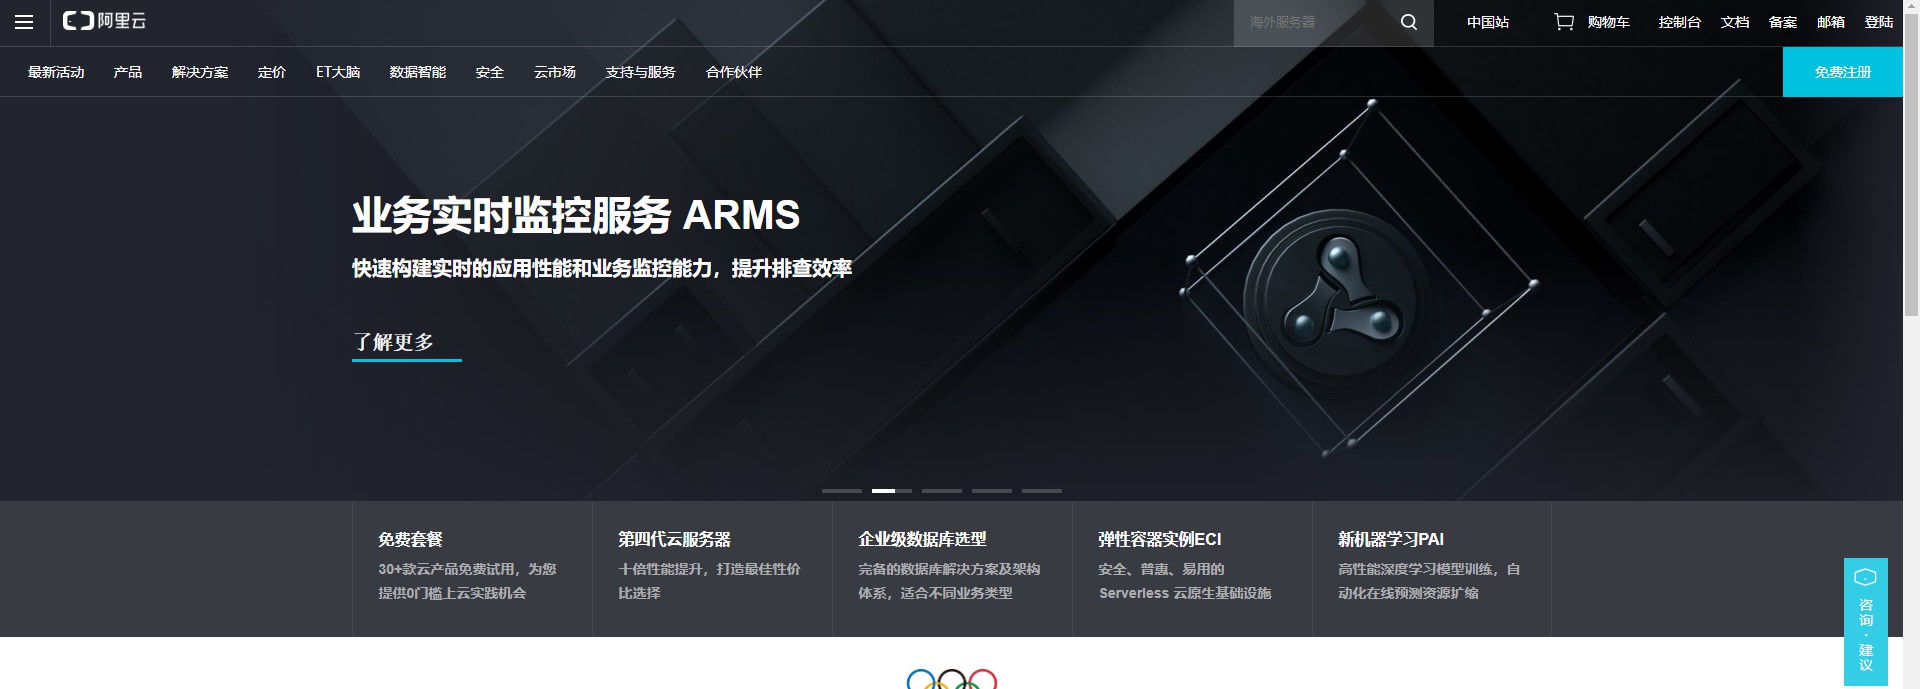 阿里云
海外服务器
中国站
购物车
控制台
文档
备案
邮箱
登陆
最新活动
产品
解决方案
定价
ET大脑
数据智能
安全
云市场
支持与服务
合作伙伴
免费注册
业务实时监控服务 ARMS
快速构建实时的应用性能和业务监控能力，提升排查效率
了解更多
免费套餐
30+款云产品免费试用，为您
提供0门槛上云实践机会
第四代云服务器
十倍性能提升，打造最佳性价
比选择
企业级数据库选型
完备的数据库解决方案及架构
体系，适合不同业务类型
弹性容器实例ECI
安全、普惠、易用的
Serverless 云原生基础设施
新机器学习PAI
高性能深度学习模型训练，自
动化在线预测资源扩缩
咨询·建议